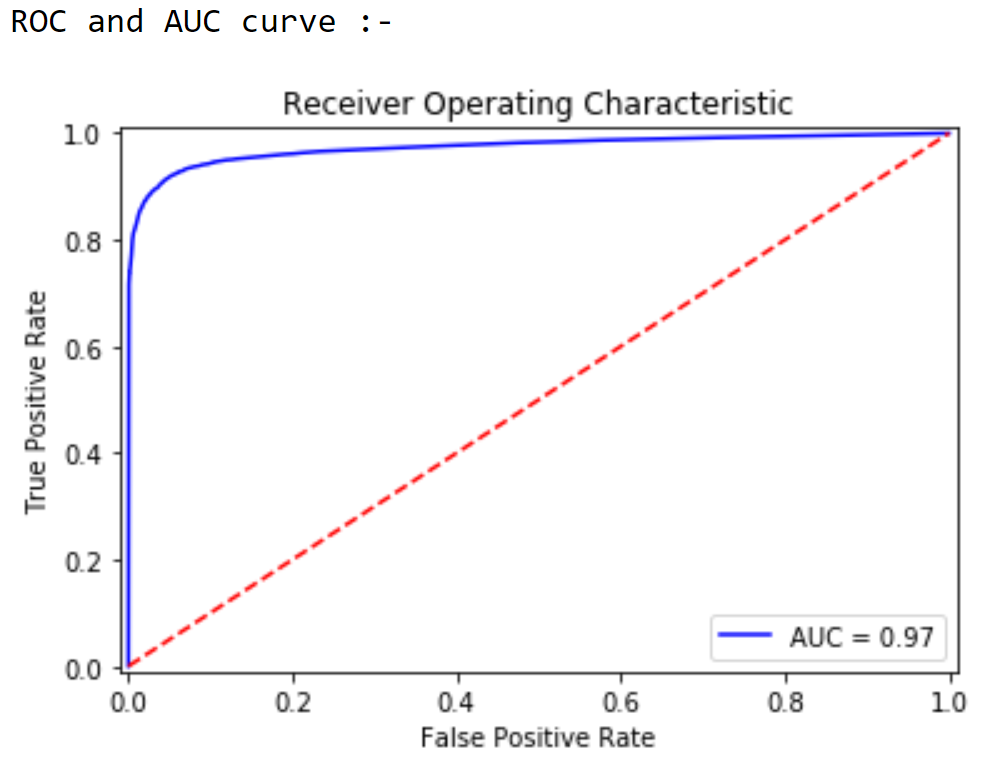 ROC and AUC curve :-
Receiver Operating Characteristic
1.0
0.8
0.6
0.4
0.2
0.0
True Positive Rate
AUC = 0.97
0.0 0.2 0.4 0.6 0.8 1.0
False Positive Rate